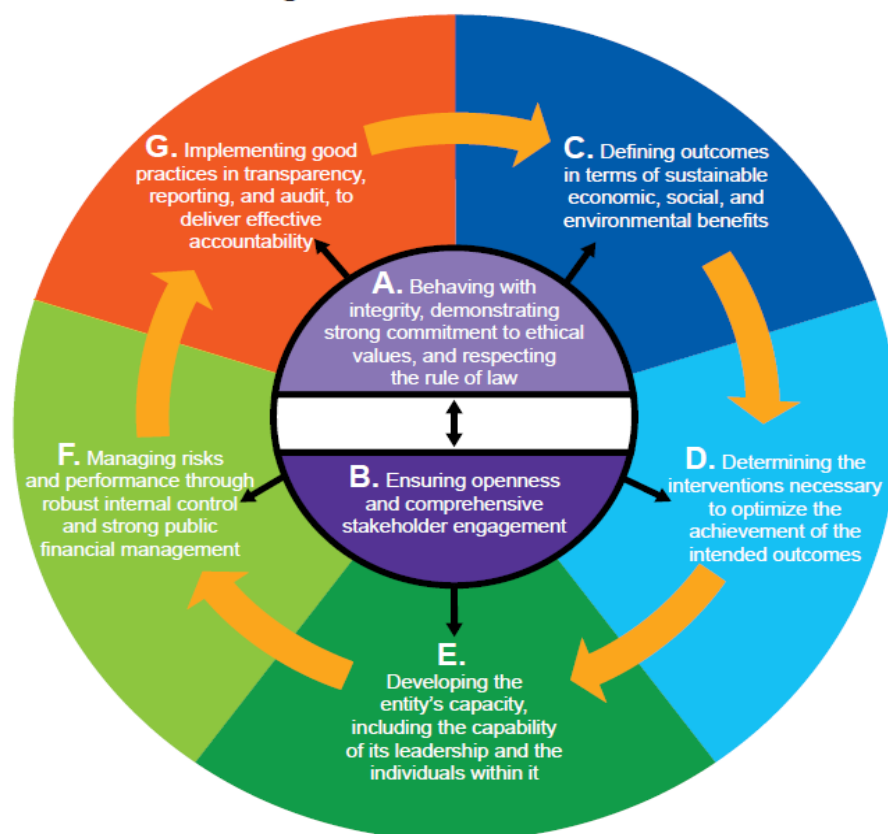 G. Implementing good
practices in transparency,
reporting, and audit, to
deliver effective
accountability
C. Defining outcomes
in terms of sustainable
economic, social, and
environmental benefits
A. Behaving with
integrity, demonstrating
strong commitment to ethical
values, and respecting
the rule of law
B. Ensuring openness
and comprehensive
stakeholder engagement
F. Managing risks
and performance through
robust internal control
and strong public
financial management
D. Determining the
interventions necessary
to optimize the
achievement of the
intended outcomes
E.
Developing the
entity's capacity,
including the capability
of its leadership and the
individuals within it